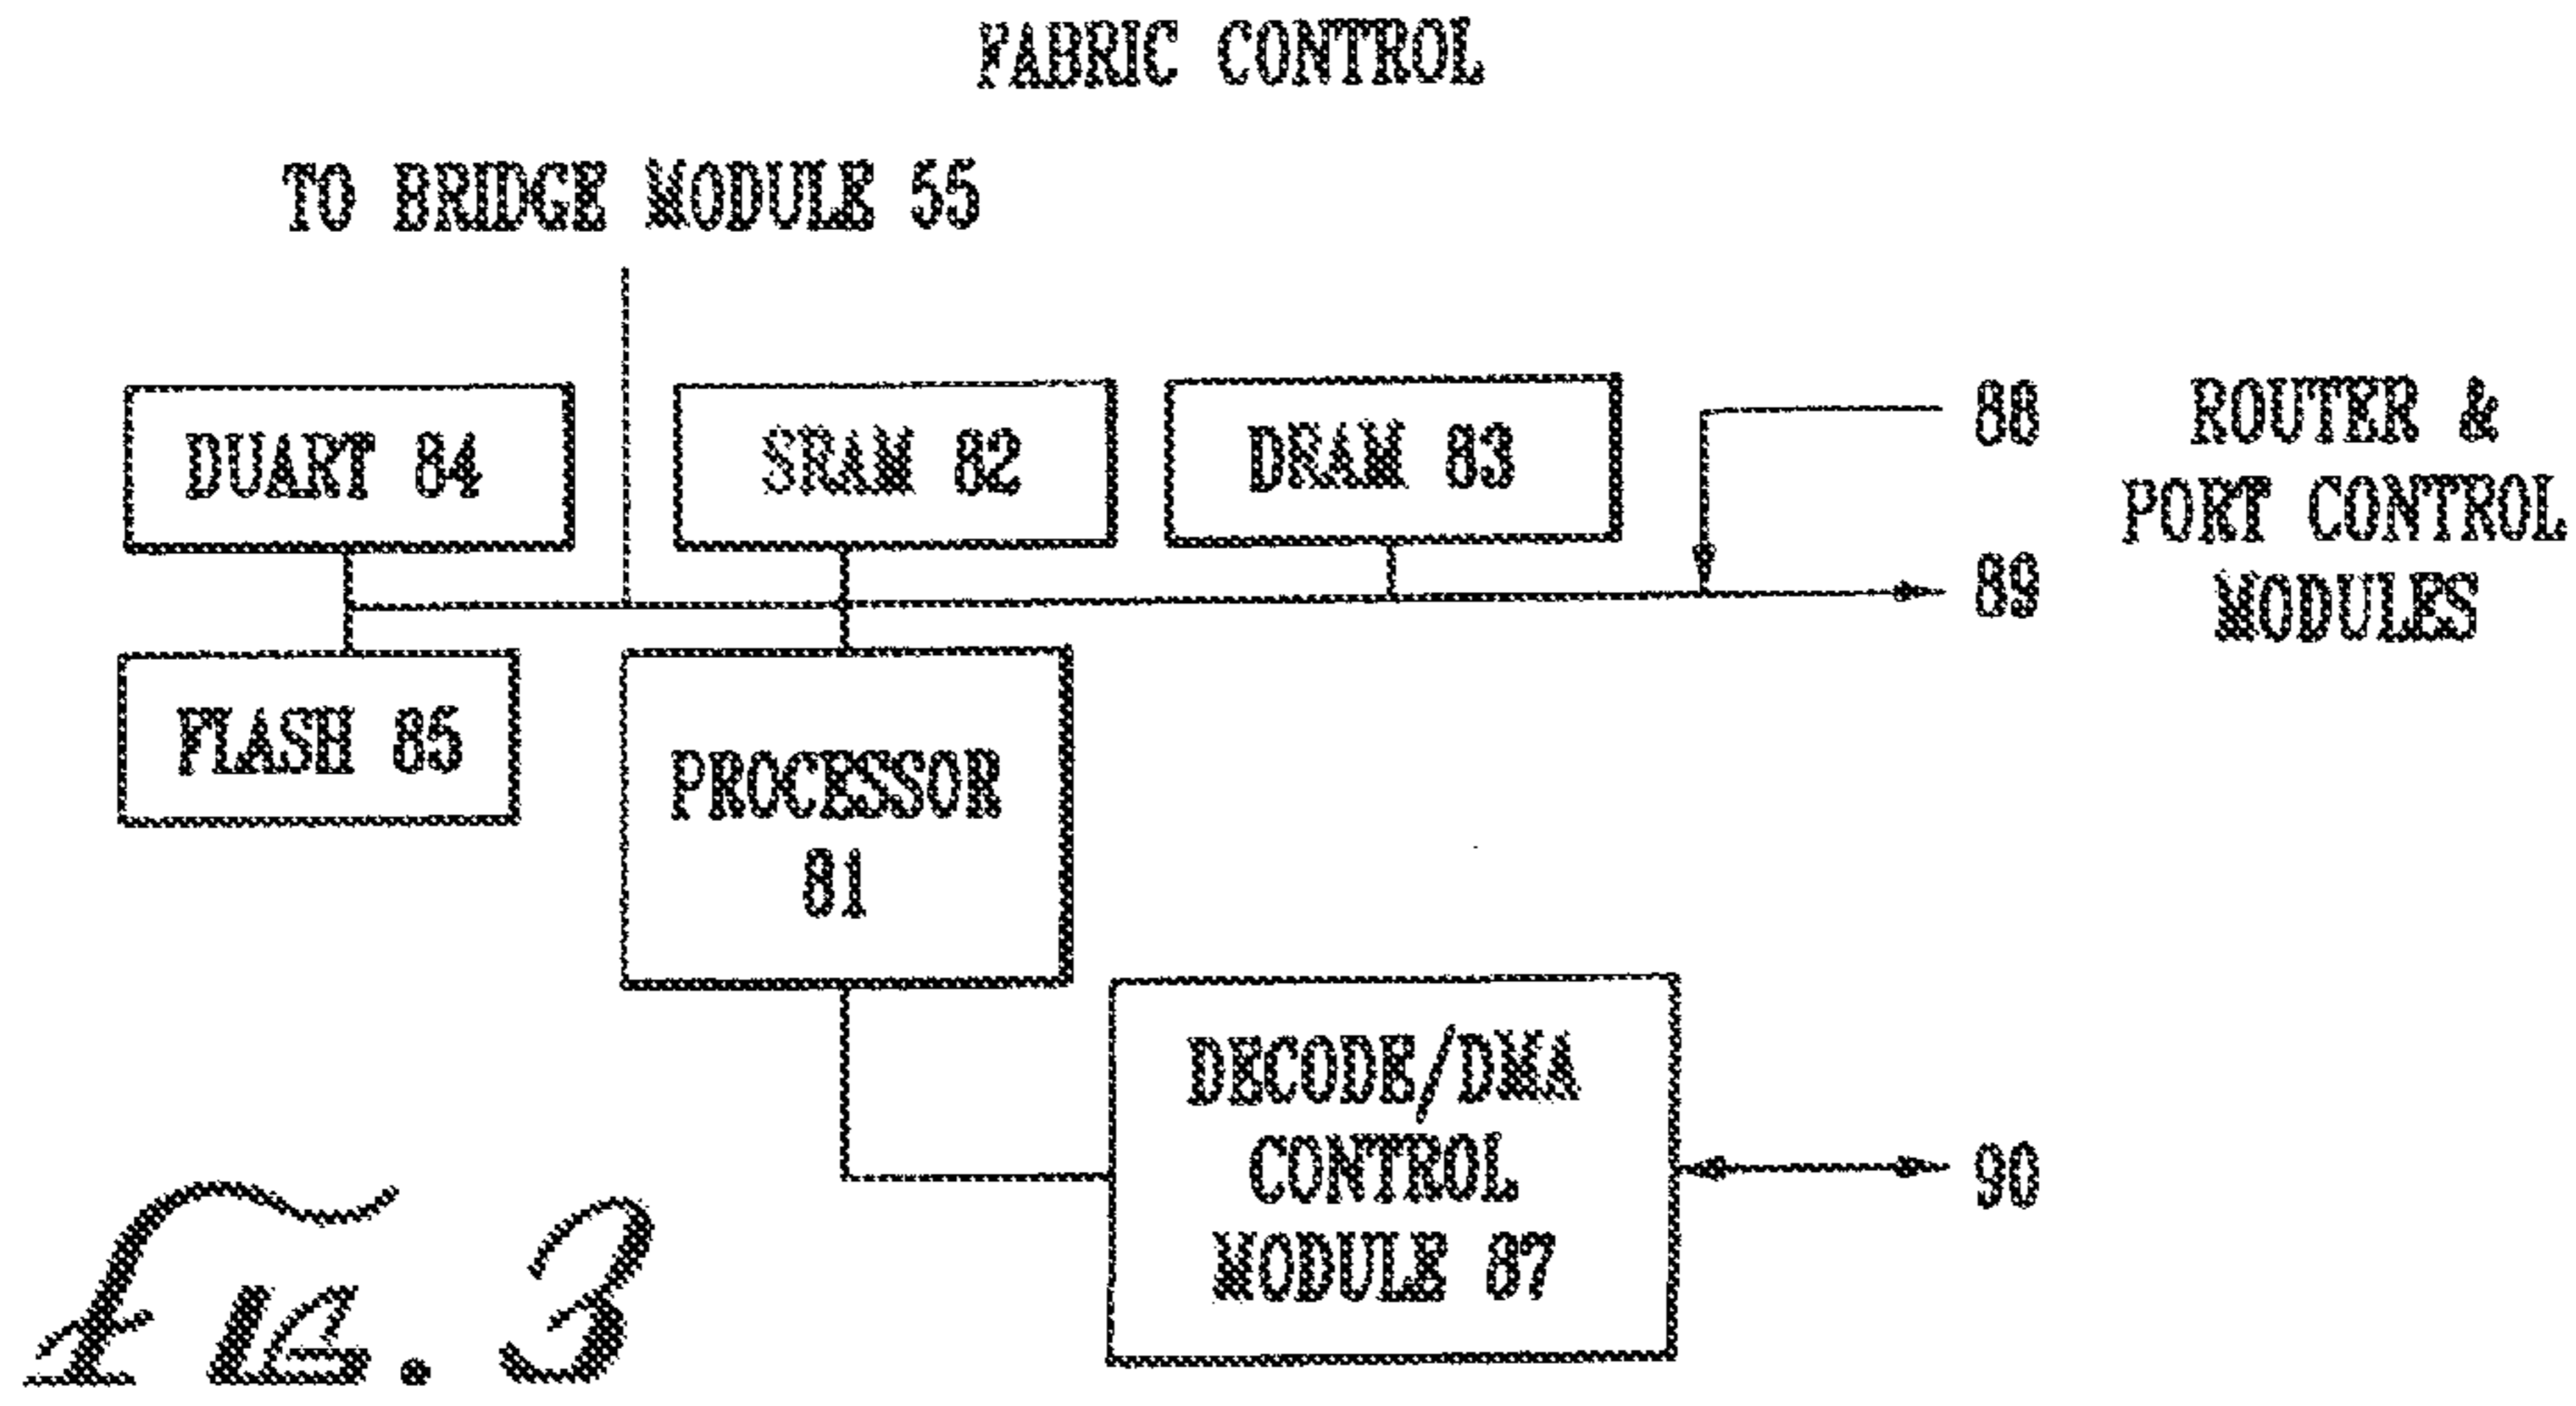 FABRIC CONTROL
TO BRIDGE MODULE 55
DUART 84
SRAM 82
DRAM 83
88
ROUTER &
PORT CONTROL
MODULES
89
FLASH 85
PROCESSOR
81
DECODE/DMA
CONTROL
MODULE 87
90
FIG. 3